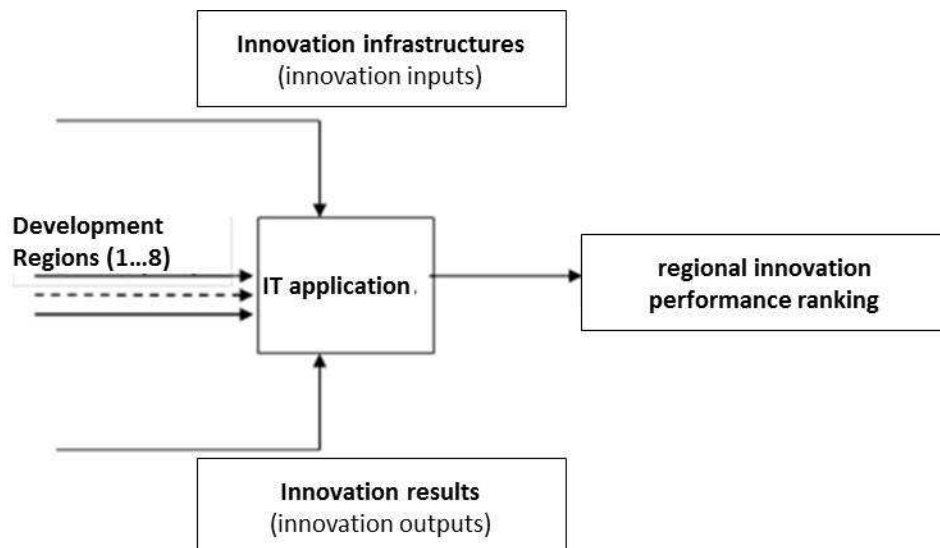 Innovation infrastructures
(innovation inputs)
Development
Regions (1...8)
IT application.
regional innovation
performance ranking
Innovation results
(innovation outputs)